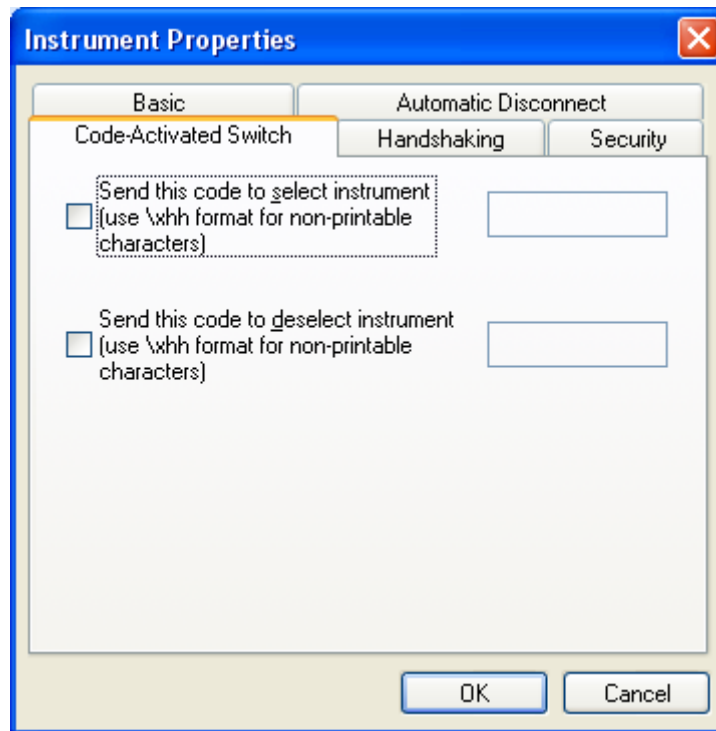 Instrument Properties
Basic
Automatic Disconnect
Code-Activated Switch
Handshaking
Security
Send this code to select instrument
(use \xhh format for non-printable
characters)
Send this code to deselect instrument
(use \xhh format for non-printable
characters)
OK
Cancel